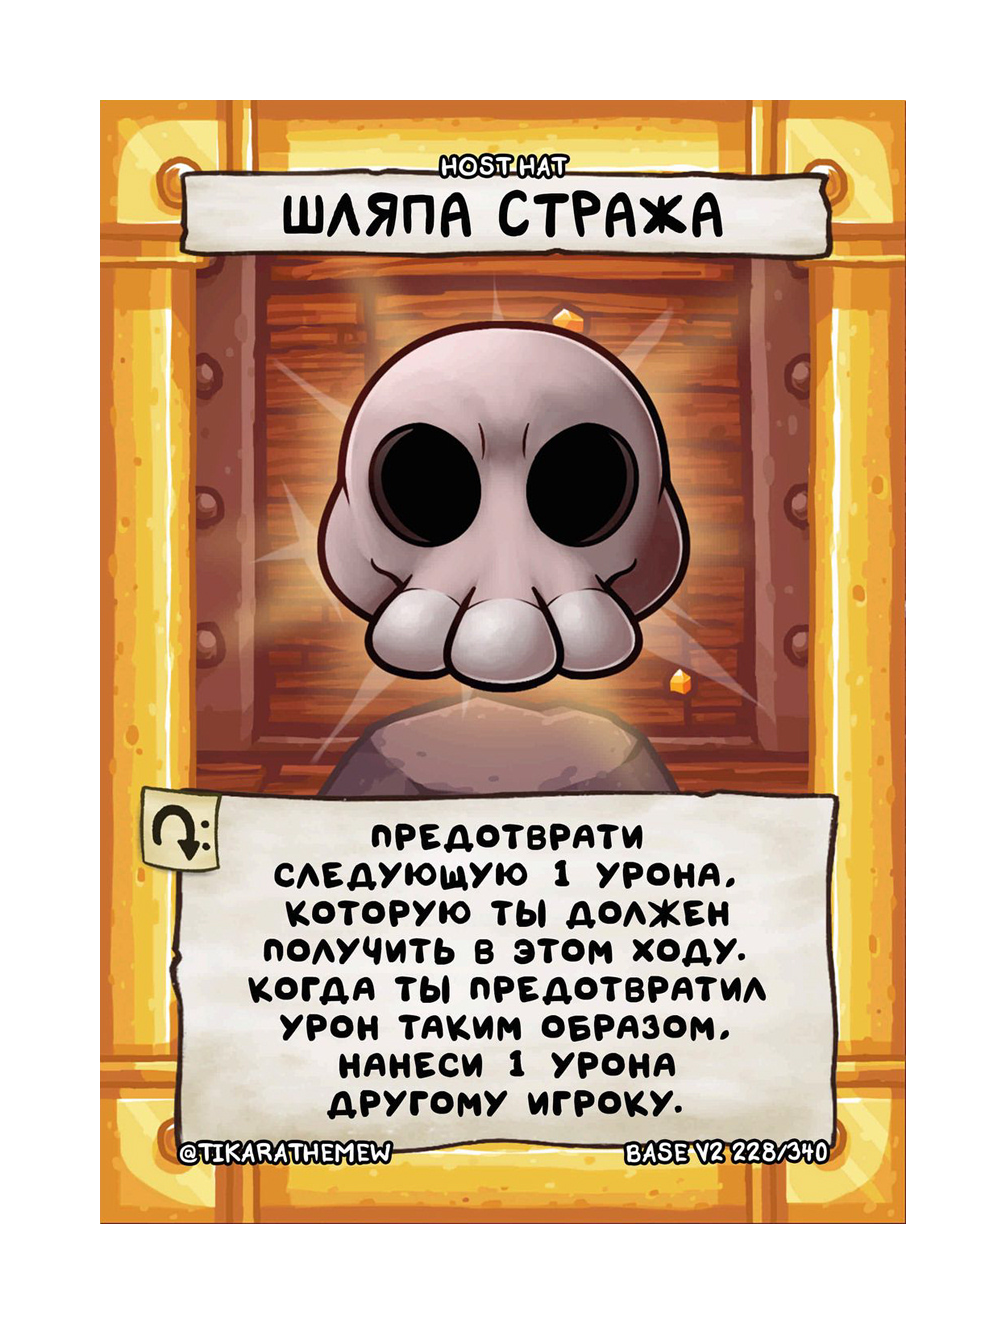 HOST HAT
ШЛЯПА СТРАЖА
ПРЕДОТВРАТИ
СЛЕДУЮЩУЮ 1 УРОНА,
КОТОРУЮ ТЫ ДОЛЖЕН
ПОЛУЧИТЬ В ЭТОМ ХОДУ.
КОГДА ТЫ ПРЕДОТВРАТИЛ
УРОН ТАКИМ ОБРАЗОМ,
НАНЕСИ 1 УРОНА
ДРУГОМУ ИГРОКУ.
@TIKARATHEMEW
BASE V2 228/340